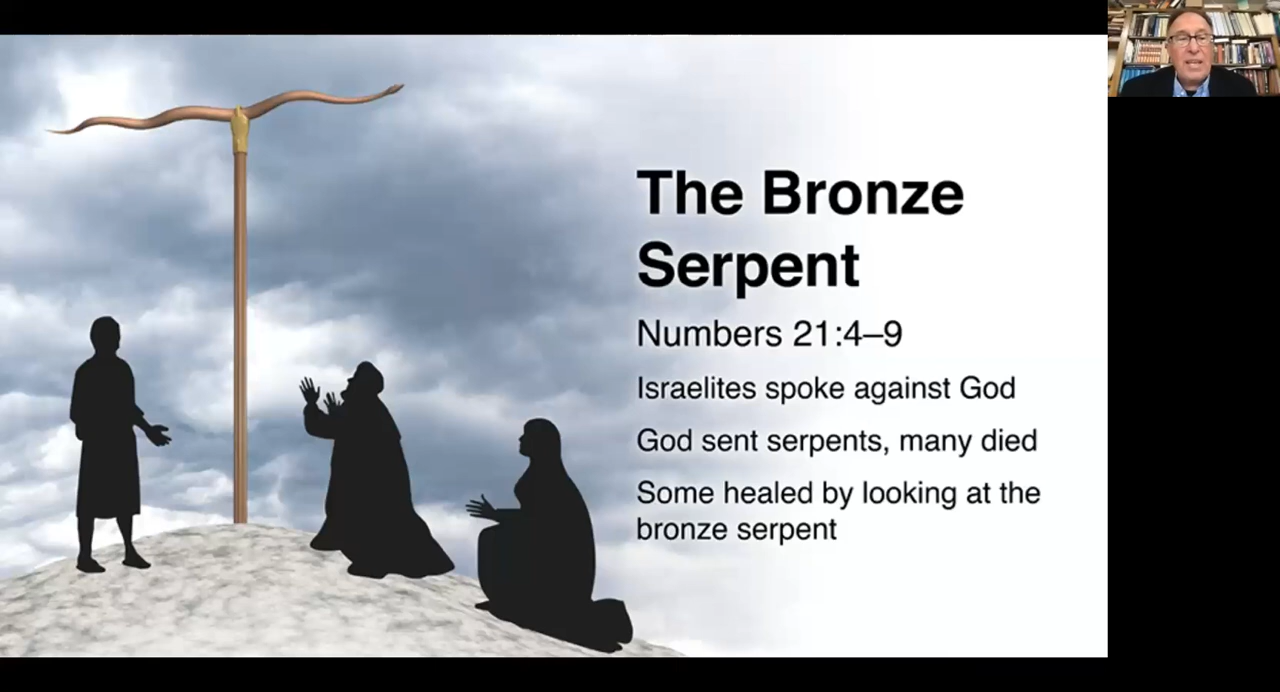 The Bronze
Serpent
Numbers 21:4–9
Israelites spoke against God
God sent serpents, many died
Some healed by looking at the
bronze serpent